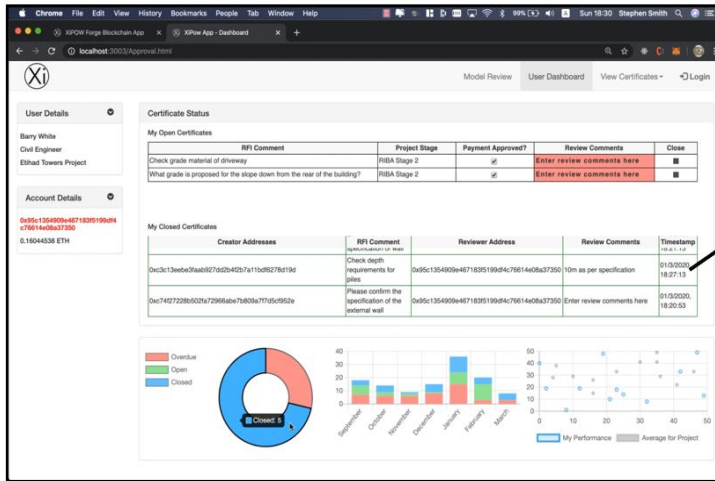 Chrome File Edit View History Bookmarks People Tab Window Help 99% Sun 18:30 Stephen Smith
XiPOW Forge Blockchain App XiPow App - Dashboard
localhost:3003/Approval.html
Xi Model Review User Dashboard View Certificates Login
User Details
Barry White
Civil Engineer
Etihad Towers Project
Account Details
0x95c1354909e467183f5199df4
c76614e08a37350
0.16044538 ETH
Certificate Status
My Open Certificates
RFI Comment Project Stage Payment Approved? Review Comments Close
Check grade material of driveway RIBA Stage 2 Enter review comments here
What grade is proposed for the slope down from the rear of the building? RIBA Stage 2 Enter review comments here
My Closed Certificates
Creator Addresses RFI Comment Reviewer Address Review Comments Timestamp
specification of wall
Check depth
requirements for
piles
0xc3c13eebe3faab927dd2b4f2b7a11bdf6278d19d 0x95c1354909e467183f5199df4c76614e08a37350 10m as per specification 01/3/2020, 18:27:13
Please confirm the
specification of the
external wall
0xc74f27228b502fa72966abe7b809a7f7d5cf952e 0x95c1354909e467183f5199df4c76614e08a37350 Enter review comments here 01/3/2020, 18:20:53
Overdue
Open
Closed
Closed: 5
40
30
20
10
0
September October November December January February March
50
40
30
20
10
0
0 10 20 30 40 50
My Performance Average for Project